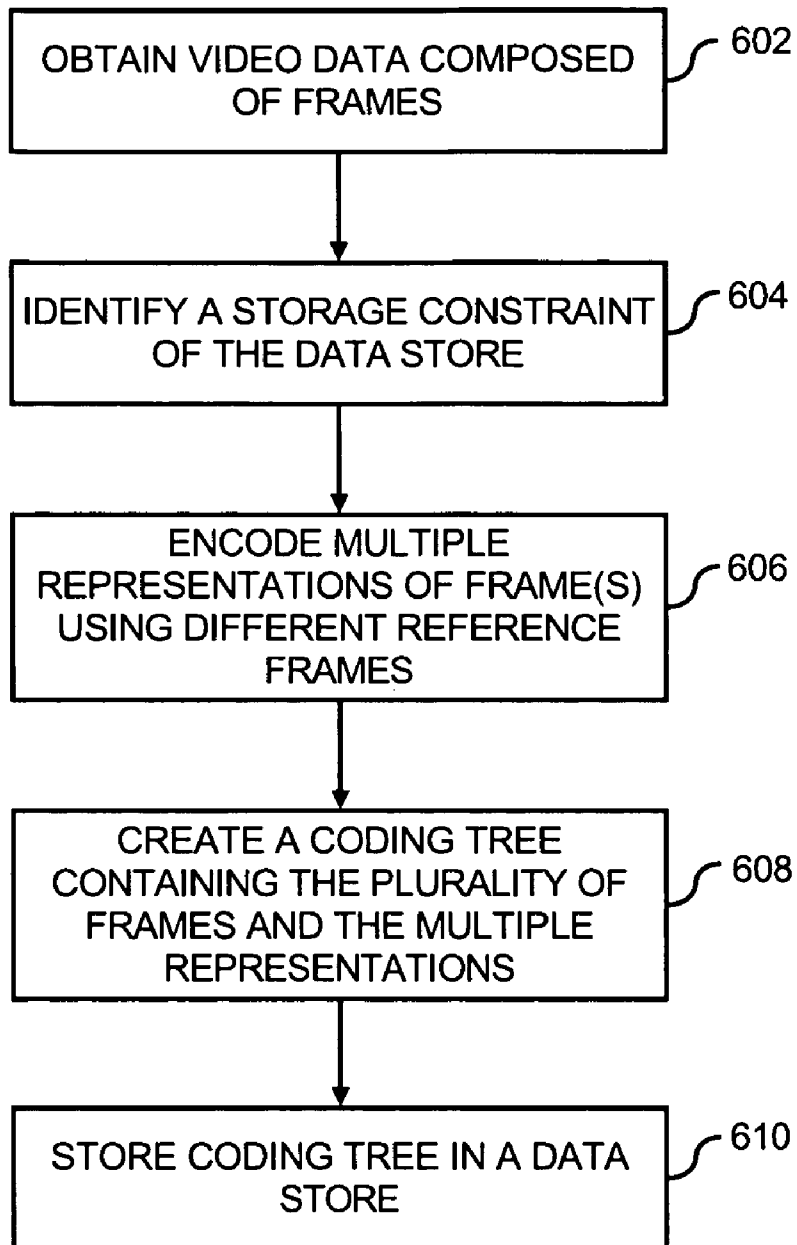 OBTAIN VIDEO DATA COMPOSED
OF FRAMES
602
IDENTIFY A STORAGE CONSTRAINT
OF THE DATA STORE
604
ENCODE MULTIPLE
REPRESENTATIONS OF FRAME(S)
USING DIFFERENT REFERENCE
FRAMES
606
CREATE A CODING TREE
CONTAINING THE PLURALITY OF
FRAMES AND THE MULTIPLE
REPRESENTATIONS
608
STORE CODING TREE IN A DATA
STORE
610